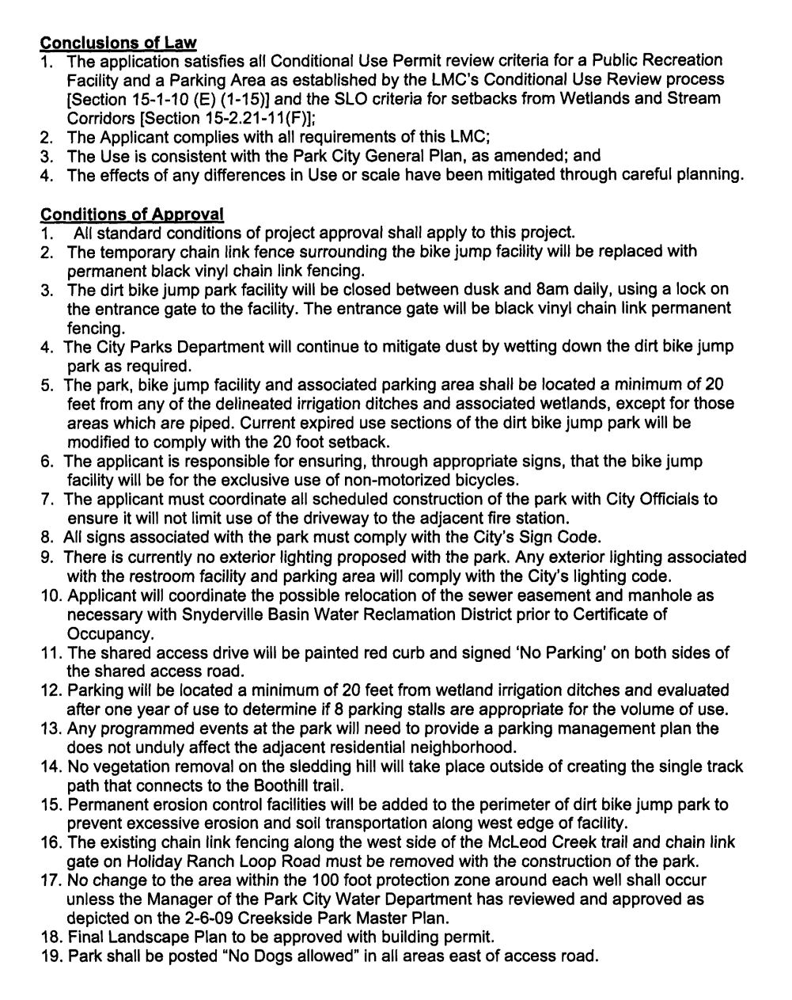 Conclusions of Law
1. The application satisfies all Conditional Use Permit review criteria for a Public Recreation
Facility and a Parking Area as established by the LMC's Conditional Use Review process
[Section 15-1-10 (E) (1-15)] and the SLO criteria for setbacks from Wetlands and Stream
Corridors [Section 15-2.21-11(F)];
2. The Applicant complies with all requirements of this LMC;
3. The Use is consistent with the Park City General Plan, as amended; and
4. The effects of any differences in Use or scale have been mitigated through careful planning.
Conditions of Approval
1. All standard conditions of project approval shall apply to this project.
2. The temporary chain link fence surrounding the bike jump facility will be replaced with
permanent black vinyl chain link fencing.
3. The dirt bike jump park facility will be closed between dusk and 8am daily, using a lock on
the entrance gate to the facility. The entrance gate will be black vinyl chain link permanent
fencing.
4. The City Parks Department will continue to mitigate dust by wetting down the dirt bike jump
park as required.
5. The park, bike jump facility and associated parking area shall be located a minimum of 20
feet from any of the delineated irrigation ditches and associated wetlands, except for those
areas which are piped. Current expired use sections of the dirt bike jump park will be
modified to comply with the 20 foot setback.
6. The applicant is responsible for ensuring, through appropriate signs, that the bike jump
facility will be for the exclusive use of non-motorized bicycles.
7. The applicant must coordinate all scheduled construction of the park with City Officials to
ensure it will not limit use of the driveway to the adjacent fire station.
8. All signs associated with the park must comply with the City's Sign Code.
9. There is currently no exterior lighting proposed with the park. Any exterior lighting associated
with the restroom facility and parking area will comply with the City's lighting code.
10. Applicant will coordinate the possible relocation of the sewer easement and manhole as
necessary with Snyderville Basin Water Reclamation District prior to Certificate of
Occupancy.
11. The shared access drive will be painted red curb and signed 'No Parking' on both sides of
the shared access road.
12. Parking will be located a minimum of 20 feet from wetland irrigation ditches and evaluated
after one year of use to determine if 8 parking stalls are appropriate for the volume of use.
13. Any programmed events at the park will need to provide a parking management plan the
does not unduly affect the adjacent residential neighborhood.
14. No vegetation removal on the sledding hill will take place outside of creating the single track
path that connects to the Boothill trail.
15. Permanent erosion control facilities will be added to the perimeter of dirt bike jump park to
prevent excessive erosion and soil transportation along west edge of facility.
16. The existing chain link fencing along the west side of the McLeod Creek trail and chain link
gate on Holiday Ranch Loop Road must be removed with the construction of the park.
17. No change to the area within the 100 foot protection zone around each well shall occur
unless the Manager of the Park City Water Department has reviewed and approved as
depicted on the 2-6-09 Creekside Park Master Plan.
18. Final Landscape Plan to be approved with building permit.
19. Park shall be posted "No Dogs allowed" in all areas east of access road.